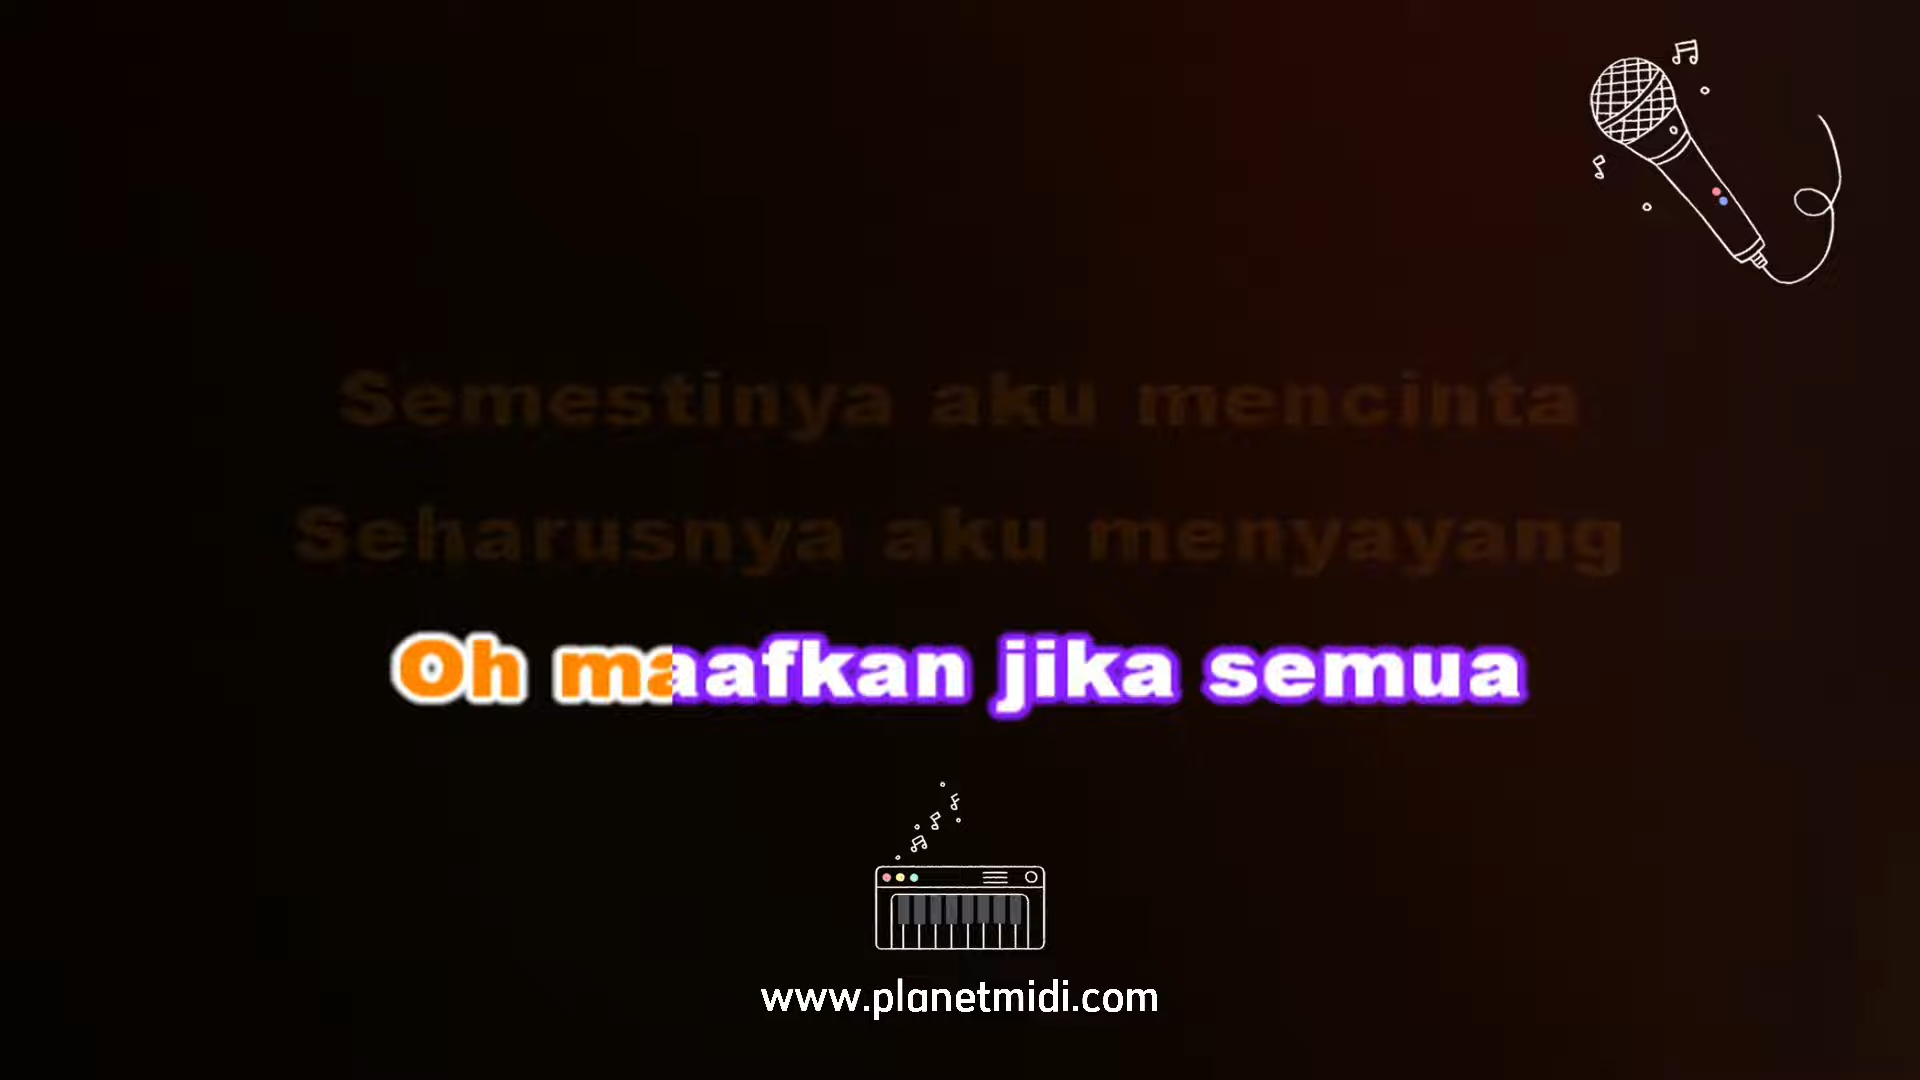 Semestinya aku mencinta
Seharusnya aku menyayang
Oh maafkan jika semua
www.planetmidi.com